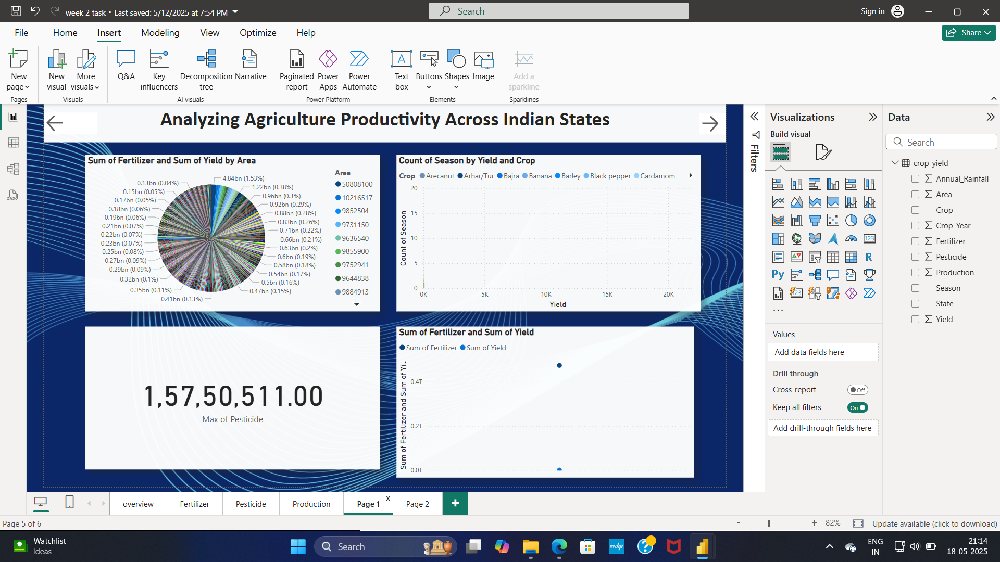 week 2 task • Last saved: 5/12/2025 at 7:54 PM
Search
Sign in
File
Home
Insert
Modeling
View
Optimize
Help
Share
New page
New visual
More visuals
Q&A
Key influencers
Decomposition tree
Narrative
Paginated report
Power Apps
Power Automate
Text box
Buttons
Shapes
Image
Add a sparkline
Pages
Visuals
AI visuals
Power Platform
Elements
Sparklines
Analyzing Agriculture Productivity Across Indian States
Sum of Fertilizer and Sum of Yield by Area
4.84bn (1.53%)
1.22bn (0.38%)
0.96bn (0.3%)
0.92bn (0.29%)
0.88bn (0.28%)
0.83bn (0.26%)
0.71bn (0.22%)
0.66bn (0.21%)
0.63bn (0.2%)
0.6bn (0.19%)
0.58bn (0.18%)
0.54bn (0.17%)
0.5bn (0.16%)
0.47bn (0.15%)
0.41bn (0.13%)
0.35bn (0.11%)
0.32bn (0.1%)
0.29bn (0.09%)
0.27bn (0.09%)
0.25bn (0.08%)
0.23bn (0.07%)
0.22bn (0.07%)
0.21bn (0.07%)
0.19bn (0.06%)
0.18bn (0.06%)
0.17bn (0.05%)
0.15bn (0.05%)
0.13bn (0.04%)
Area
50808100
10216517
9852504
9731150
9636540
9855900
9752941
9644838
9884913
Count of Season by Yield and Crop
Crop Arecanut Arhar/Tur Bajra Banana Barley Black pepper Cardamom
Count of Season
20
15
10
5
0
0K 5K 10K 15K 20K
Yield
1,57,50,511.00
Max of Pesticide
Sum of Fertilizer and Sum of Yield
Sum of Fertilizer Sum of Yield
Sum of Fertilizer and Sum of Yi...
0.4T
0.2T
0.0T
Filters
Visualizations
Build visual
123
R
Py
123
...
Values
Add data fields here
Drill through
Cross-report
Off
Keep all filters
On
Add drill-through fields here
Data
Search
crop_yield
Annual_Rainfall
Area
Crop
Crop_Year
Fertilizer
Pesticide
Production
Season
State
Yield
DAX
overview
Fertilizer
Pesticide
Production
Page 1
x
Page 2
+
Page 5 of 6
- + 82%
Update available (click to download)
Watchlist
Ideas
Search
myhp
ENG
IN
21:14
18-05-2025